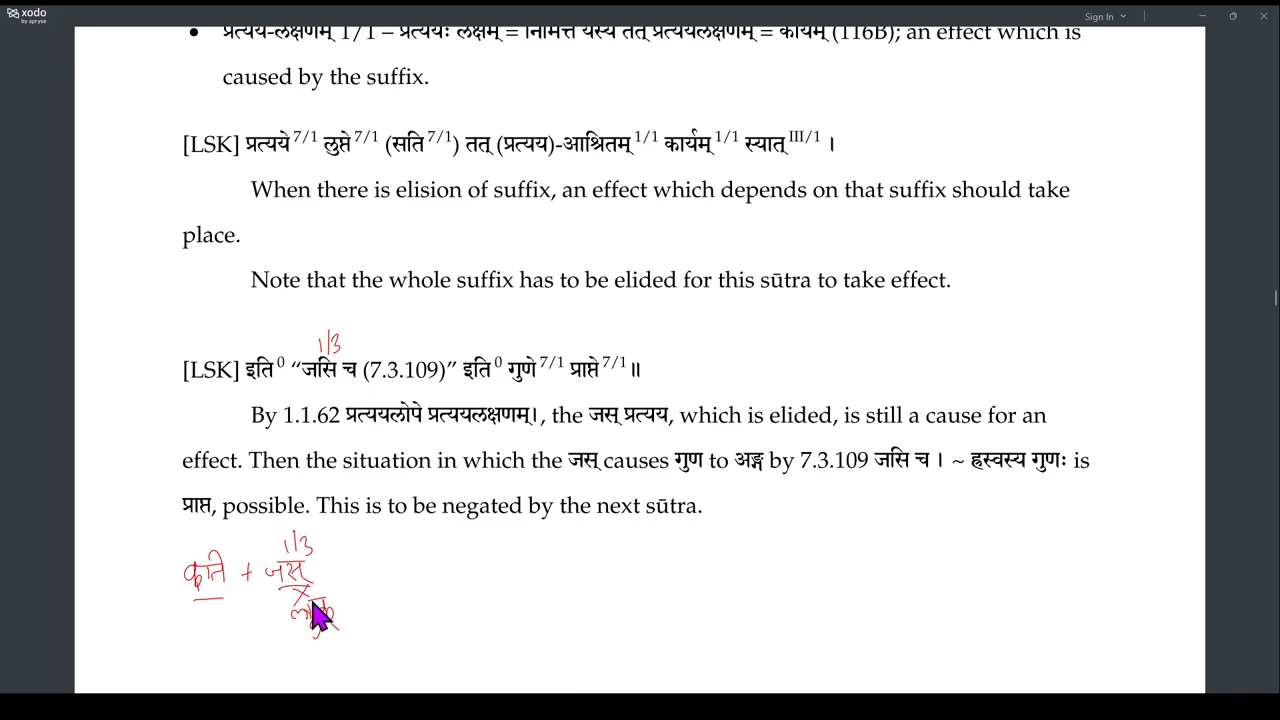 xodo
by apryse
Sign In
• प्रत्यय-लक्षणम् 1/1 – प्रत्ययः लक्षम् = निमित्तं यस्य तत् प्रत्ययलक्षणम् = कार्यम् (116B); an effect which is
caused by the suffix.
[LSK] प्रत्यये 7/1 लुप्ते 7/1 (सति 7/1) तत् (प्रत्यय)-आश्रितम् 1/1 कार्यम् 1/1 स्यात् III/1 ।
When there is elision of suffix, an effect which depends on that suffix should take
place.
Note that the whole suffix has to be elided for this sūtra to take effect.
1/3
[LSK] इति 0 “जसि च (7.3.109)” इति 0 गुणे 7/1 प्राप्ते 7/1 ॥
By 1.1.62 प्रत्ययलोपे प्रत्ययलक्षणम्।, the जस् प्रत्यय, which is elided, is still a cause for an
effect. Then the situation in which the जस् causes गुण to अङ्ग by 7.3.109 जसि च । ~ ह्रस्वस्य गुणः is
प्राप्त, possible. This is to be negated by the next sūtra.
1/3
कति + जस्